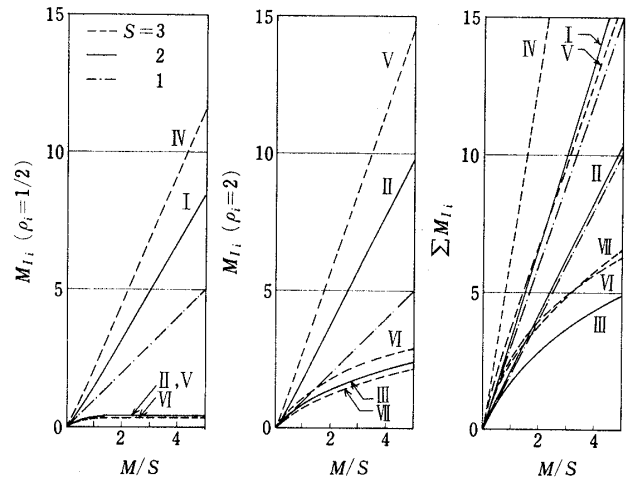 15
S=3
2
1
IV
10
I
5
II, V
VI
0
2
4
M/S
M_{Ii} (ρ_i=1/2)
15
V
10
II
5
VI
III
VII
0
2
4
M/S
M_{Ii} (ρ_i=2)
15
I
IV
V
10
II
VII
VI
5
III
0
2
4
M/S
ΣM_{Ii}